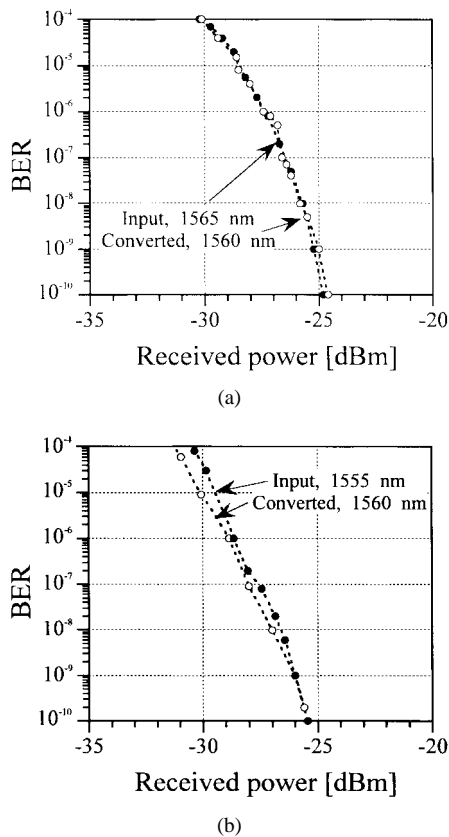 10⁻⁴
10⁻⁵
10⁻⁶
10⁻⁷
10⁻⁸
10⁻⁹
10⁻¹⁰
BER
Input, 1565 nm
Converted, 1560 nm
-35 -30 -25 -20
Received power [dBm]
(a)
10⁻⁴
10⁻⁵
10⁻⁶
10⁻⁷
10⁻⁸
10⁻⁹
10⁻¹⁰
BER
Input, 1555 nm
Converted, 1560 nm
-35 -30 -25 -20
Received power [dBm]
(b)